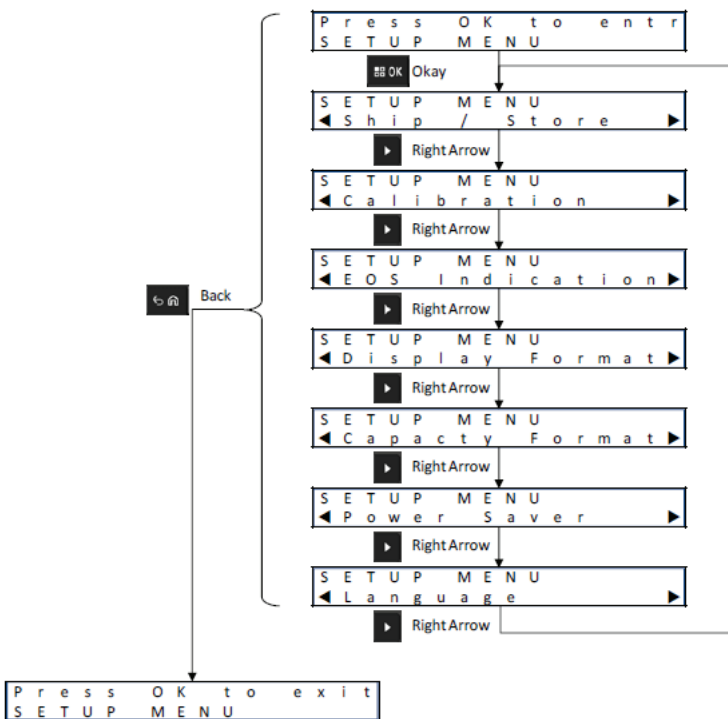 Press OK to entr
SETUP MENU
OK Okay
SETUP MENU
◀Ship / Store ▶
Right Arrow
SETUP MENU
◀Calibration ▶
Right Arrow
SETUP MENU
◀EOS Indication▶
Right Arrow
Back
SETUP MENU
◀Display Format▶
Right Arrow
SETUP MENU
◀Capacty Format▶
Right Arrow
SETUP MENU
◀Power Saver ▶
Right Arrow
SETUP MENU
◀Language ▶
Right Arrow
Press OK to exit
SETUP MENU